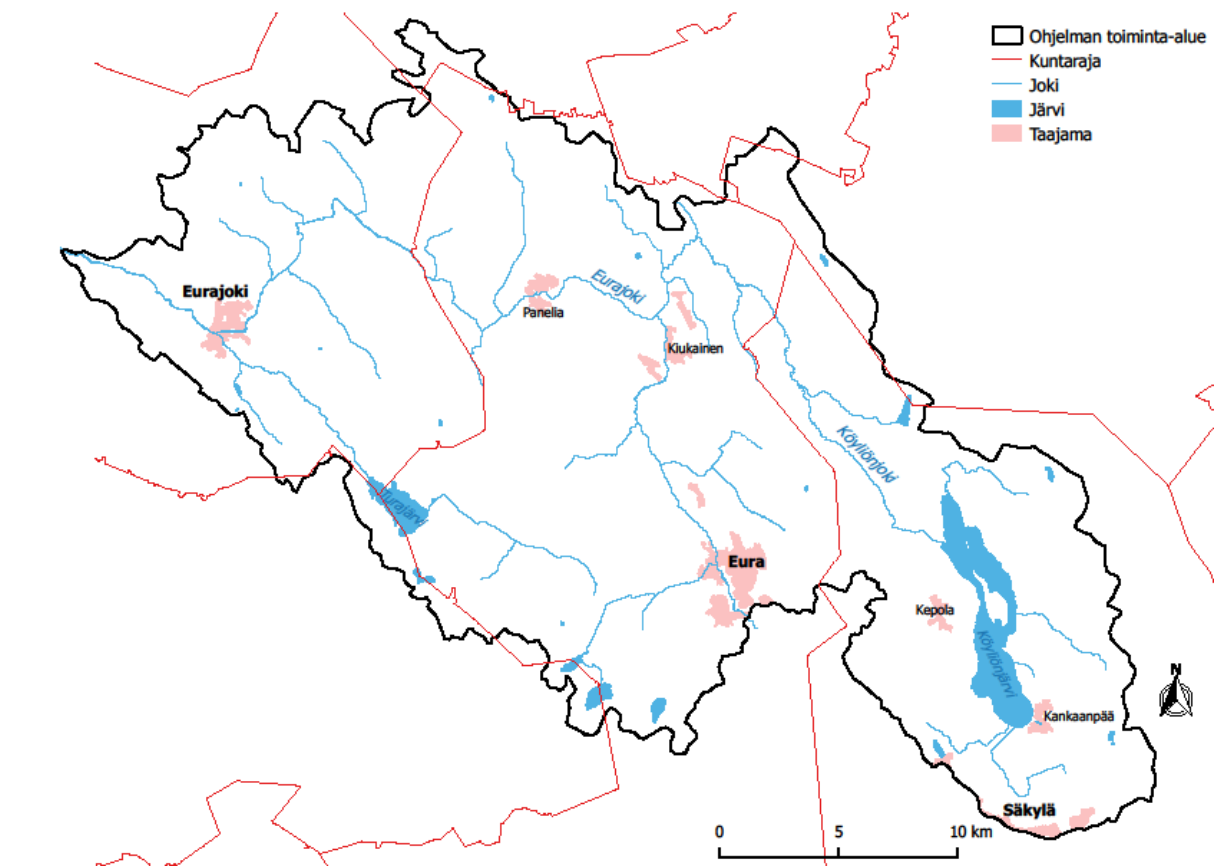 Ohjelman toiminta-alue
Kuntaraja
Joki
Järvi
Taajama
Eurajoki
Eurajoki
Panelia
Kiukainen
Köyliönjoki
Turajärvi
Eura
Kepola
Köyliönjärvi
N
Kankaanpää
Säkylä
0 5 10 km